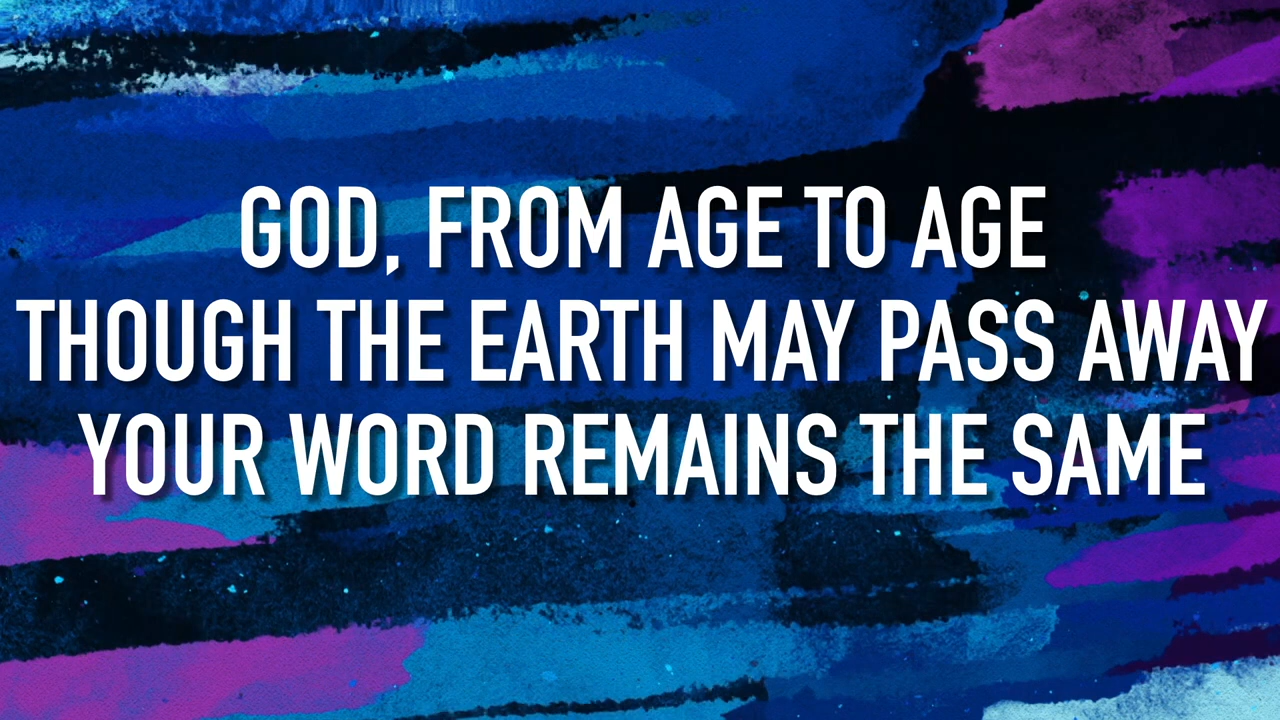 GOD, FROM AGE TO AGE
THOUGH THE EARTH MAY PASS AWAY
YOUR WORD REMAINS THE SAME